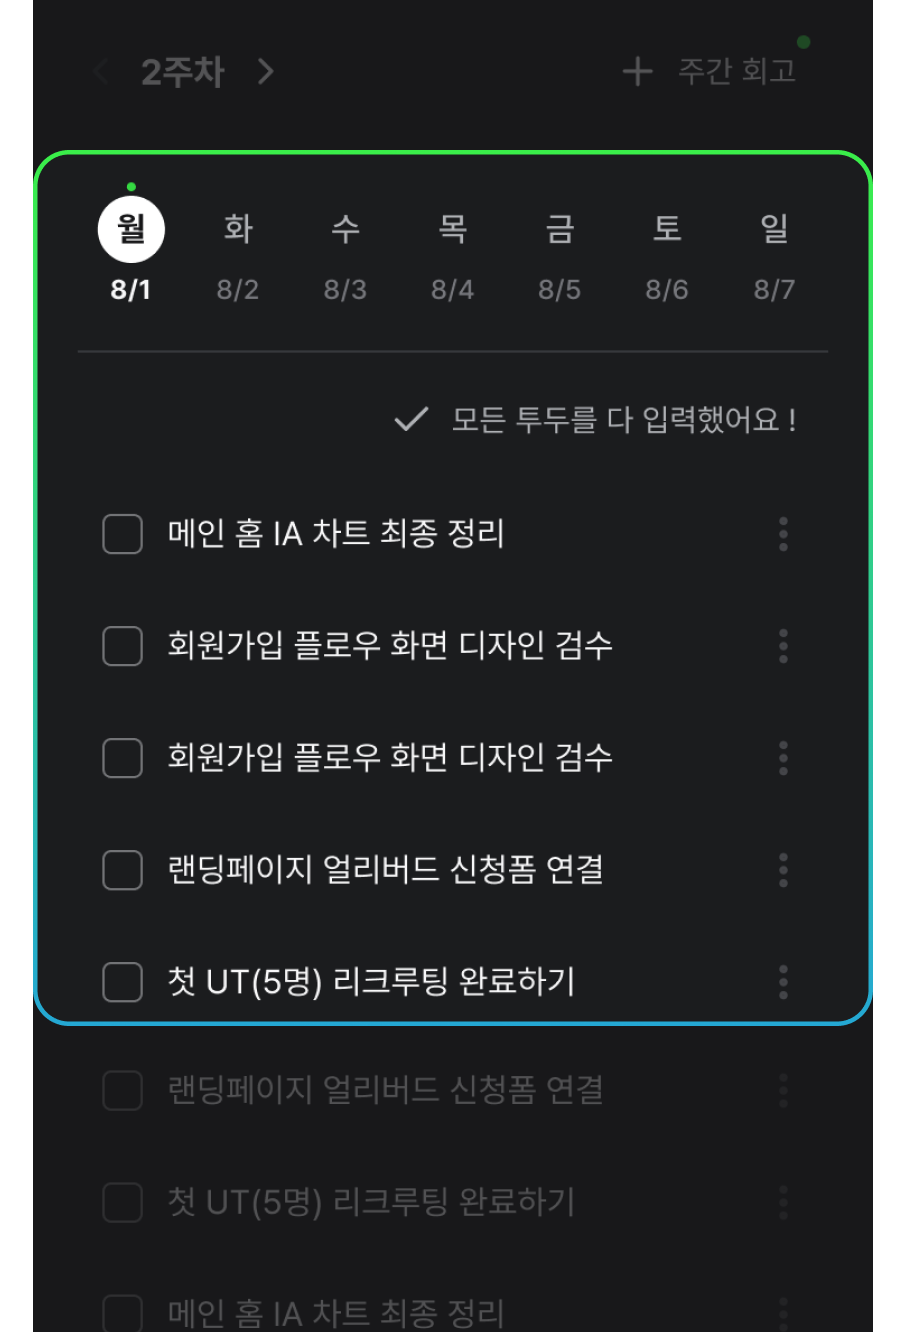 2주차
주간 회고
월 화 수 목 금 토 일
8/1 8/2 8/3 8/4 8/5 8/6 8/7
모든 투두를 다 입력했어요 !
메인 홈 IA 차트 최종 정리
회원가입 플로우 화면 디자인 검수
회원가입 플로우 화면 디자인 검수
랜딩페이지 얼리버드 신청폼 연결
첫 UT(5명) 리크루팅 완료하기
랜딩페이지 얼리버드 신청폼 연결
첫 UT(5명) 리크루팅 완료하기
메인 홈 IA 차트 최종 정리